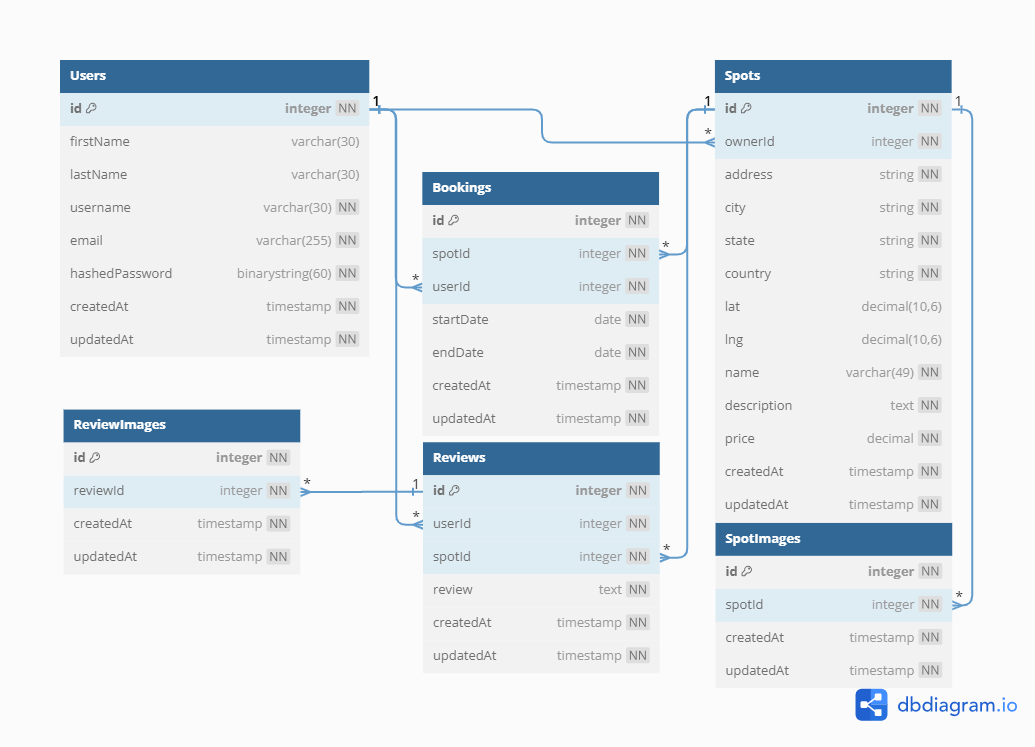 Users
id integer NN
firstName varchar(30)
lastName varchar(30)
username varchar(30) NN
email varchar(255) NN
hashedPassword binarystring(60) NN
createdAt timestamp NN
updatedAt timestamp NN
1
ReviewImages
id integer NN
reviewId integer NN
createdAt timestamp NN
updatedAt timestamp NN
*
Bookings
id integer NN
spotId integer NN
userId integer NN
startDate date NN
endDate date NN
createdAt timestamp NN
updatedAt timestamp NN
*
*
Reviews
id integer NN
userId integer NN
spotId integer NN
review text NN
createdAt timestamp NN
updatedAt timestamp NN
1
*
*
Spots
id integer NN
ownerId integer NN
address string NN
city string NN
state string NN
country string NN
lat decimal(10,6)
lng decimal(10,6)
name varchar(49) NN
description text NN
price decimal NN
createdAt timestamp NN
updatedAt timestamp NN
1
*
1
SpotImages
id integer NN
spotId integer NN
createdAt timestamp NN
updatedAt timestamp NN
*
dbdiagram.io